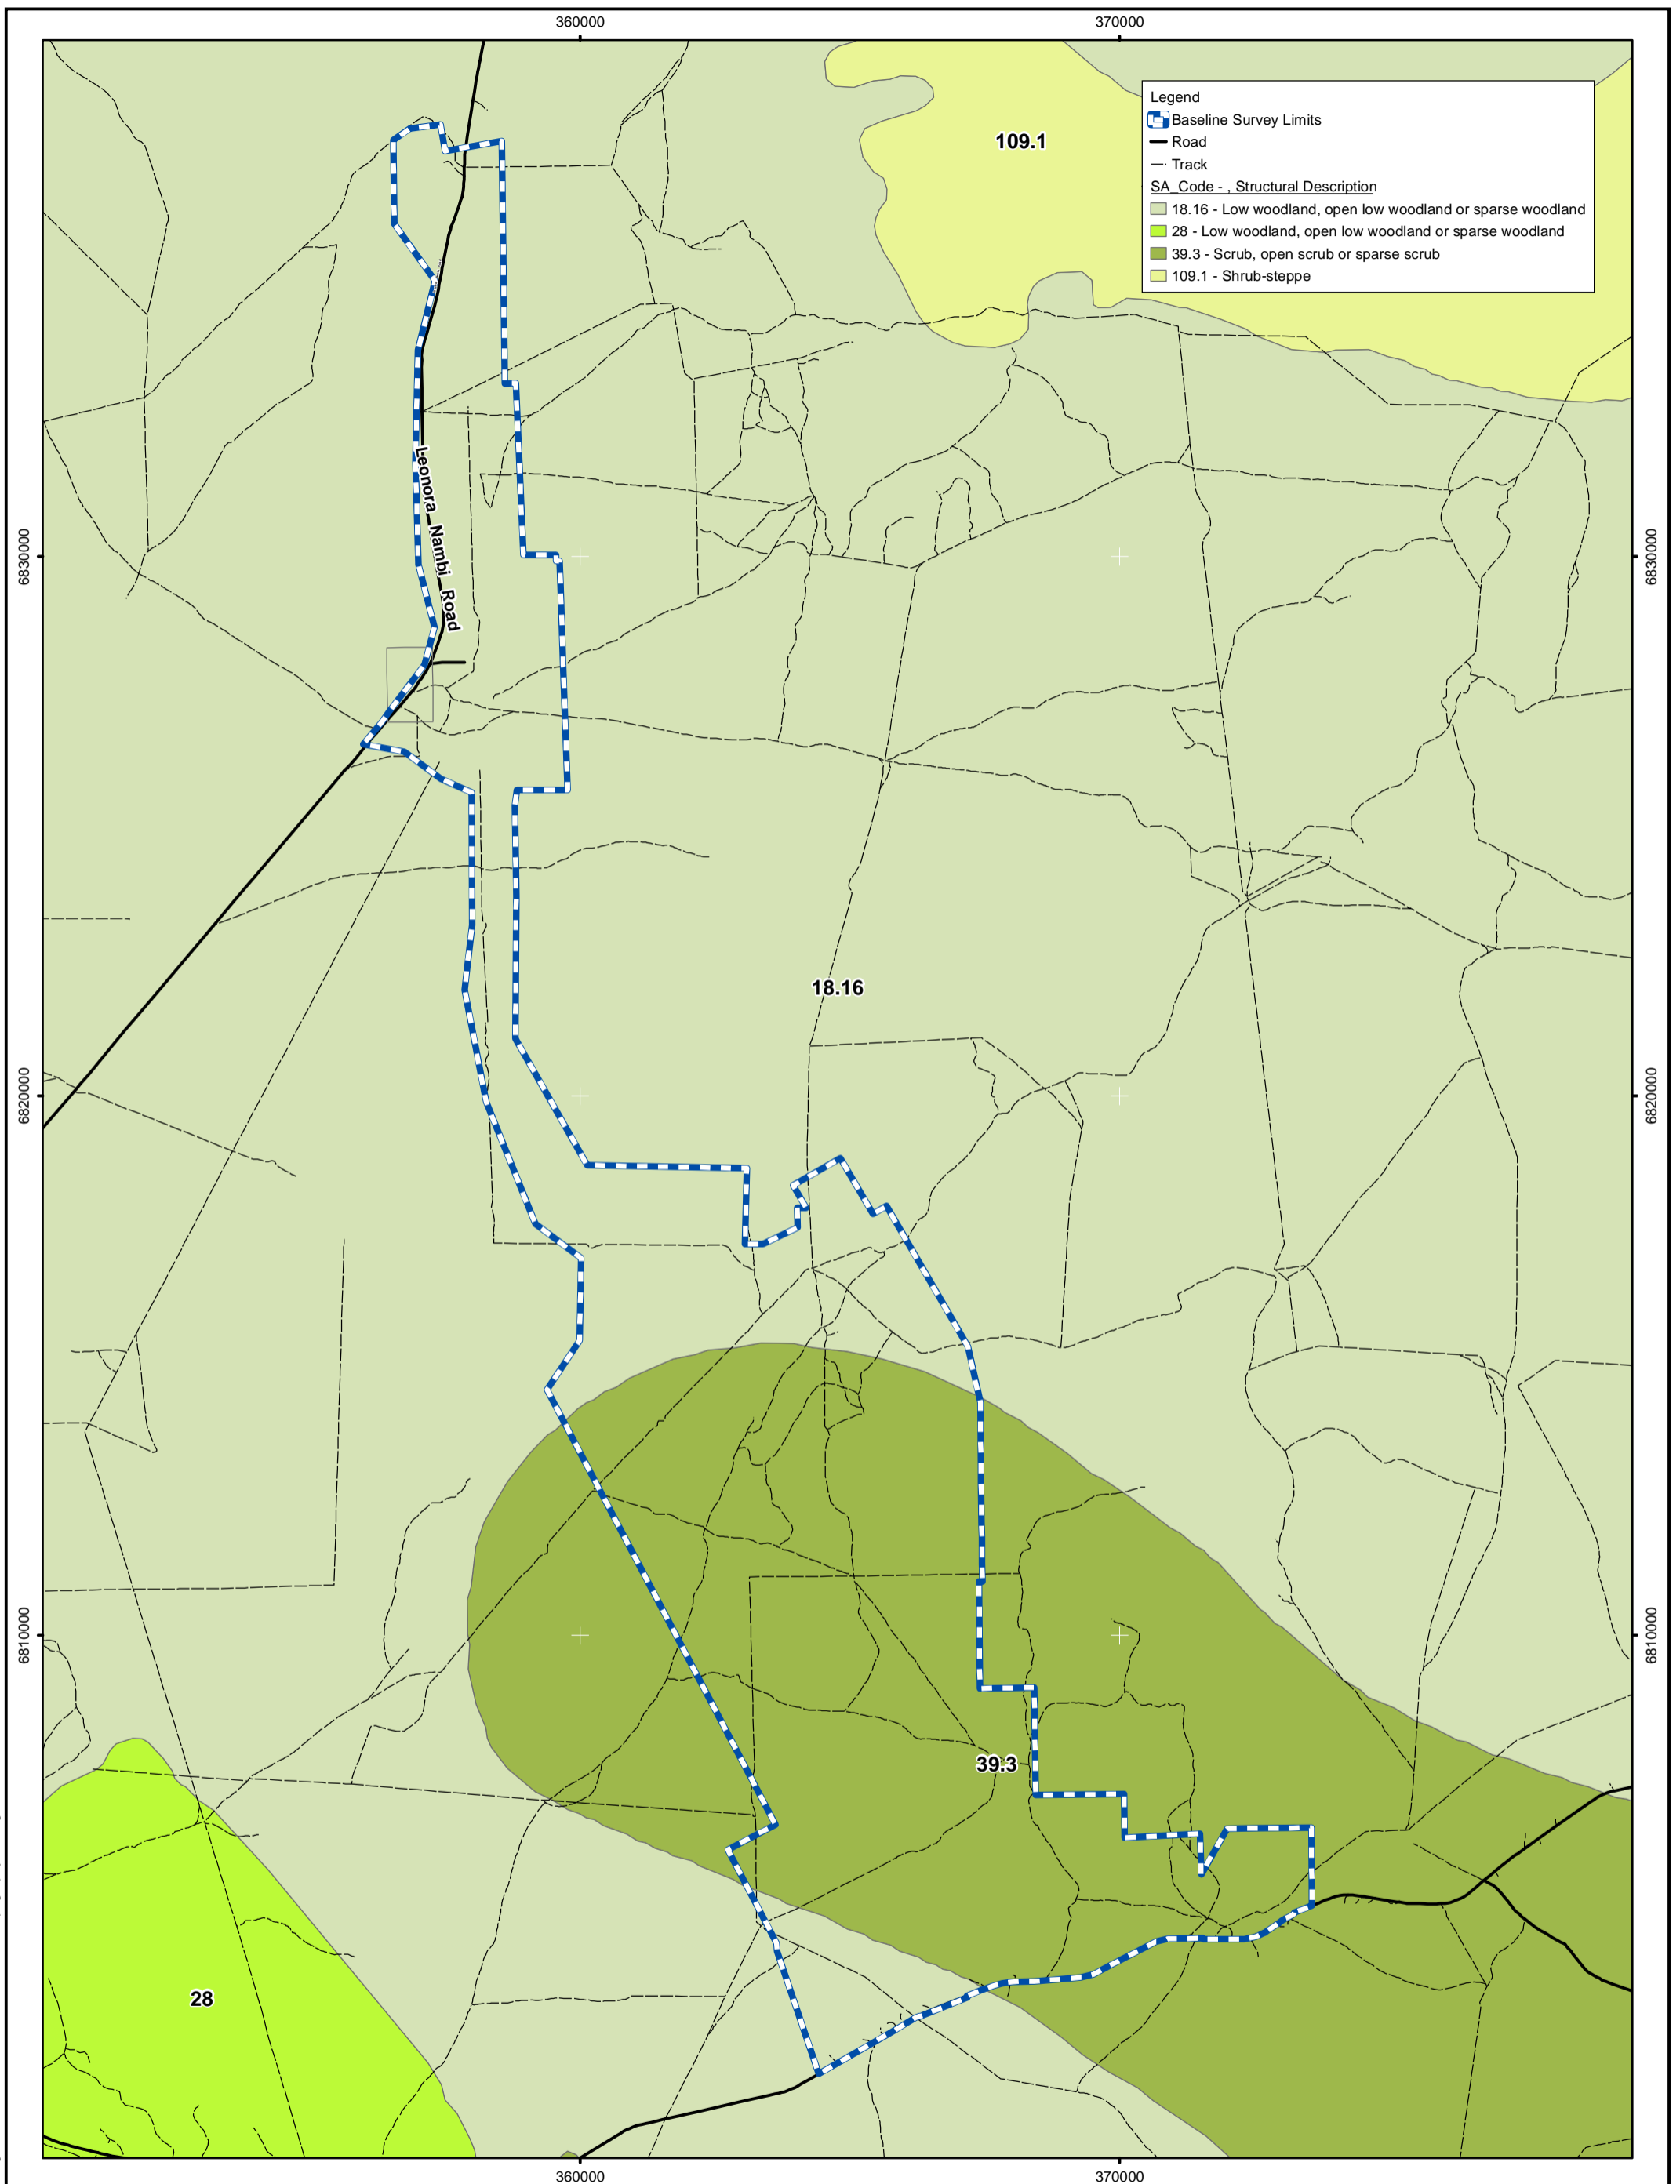 360000
370000
109.1
Legend
Baseline Survey Limits
Road
Track
SA_Code - , Structural Description
18.16 - Low woodland, open low woodland or sparse woodland
28 - Low woodland, open low woodland or sparse woodland
39.3 - Scrub, open scrub or sparse scrub
109.1 - Shrub-steppe
Leonora Nambi Road
6830000
6830000
18.16
6820000
6820000
6810000
6810000
39.3
28
360000
370000